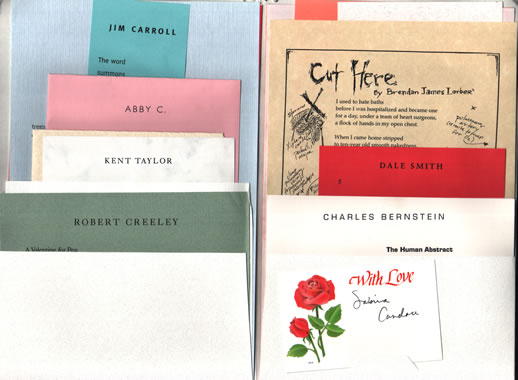 JIM CARROLL
The word
summons
ABBY C.
trees
KENT TAYLOR
ROBERT CREELEY
A Valentine for Pen
Cut Here
By Brendan James Lorber
I used to hate baths
before I was hospitalized and became one
for a day, under a team of heart surgeons,
a flock of hands in my open chest
When I came home stripped
to ten-year old smooth nakedness,
DALE SMITH
CHARLES BERNSTEIN
The Human Abstract
With Love
Sabina